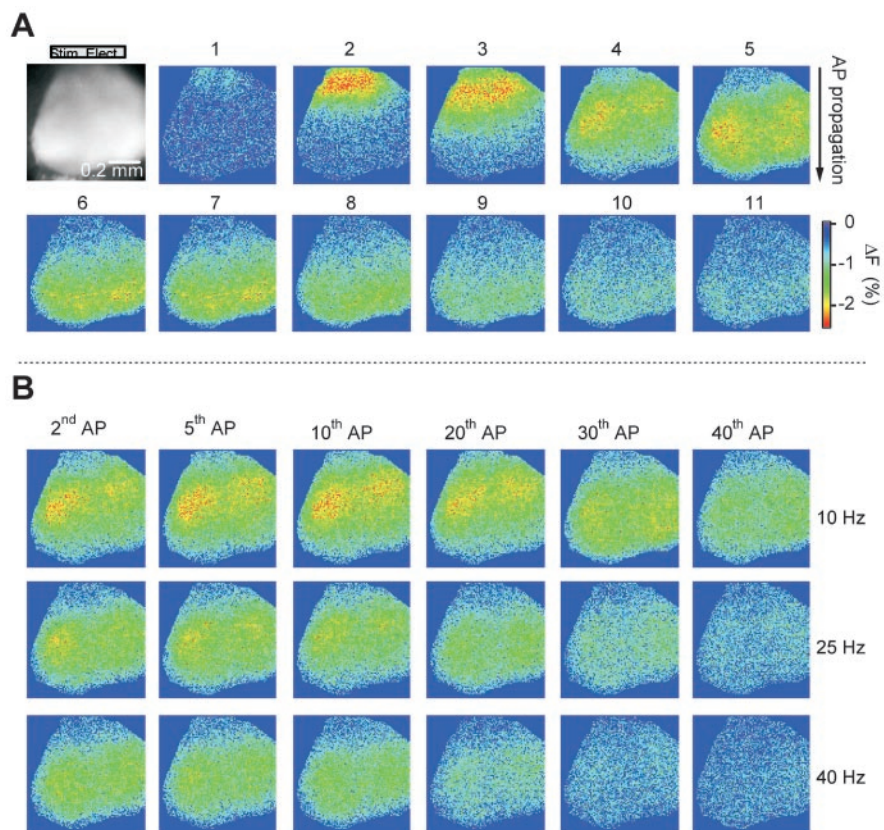 A
Stim. Elect.
1 2 3 4 5
0.2 mm
AP propagation
6 7 8 9 10 11
0
-1
-2
ΔF (%)
B
2nd AP 5th AP 10th AP 20th AP 30th AP 40th AP
10 Hz
25 Hz
40 Hz